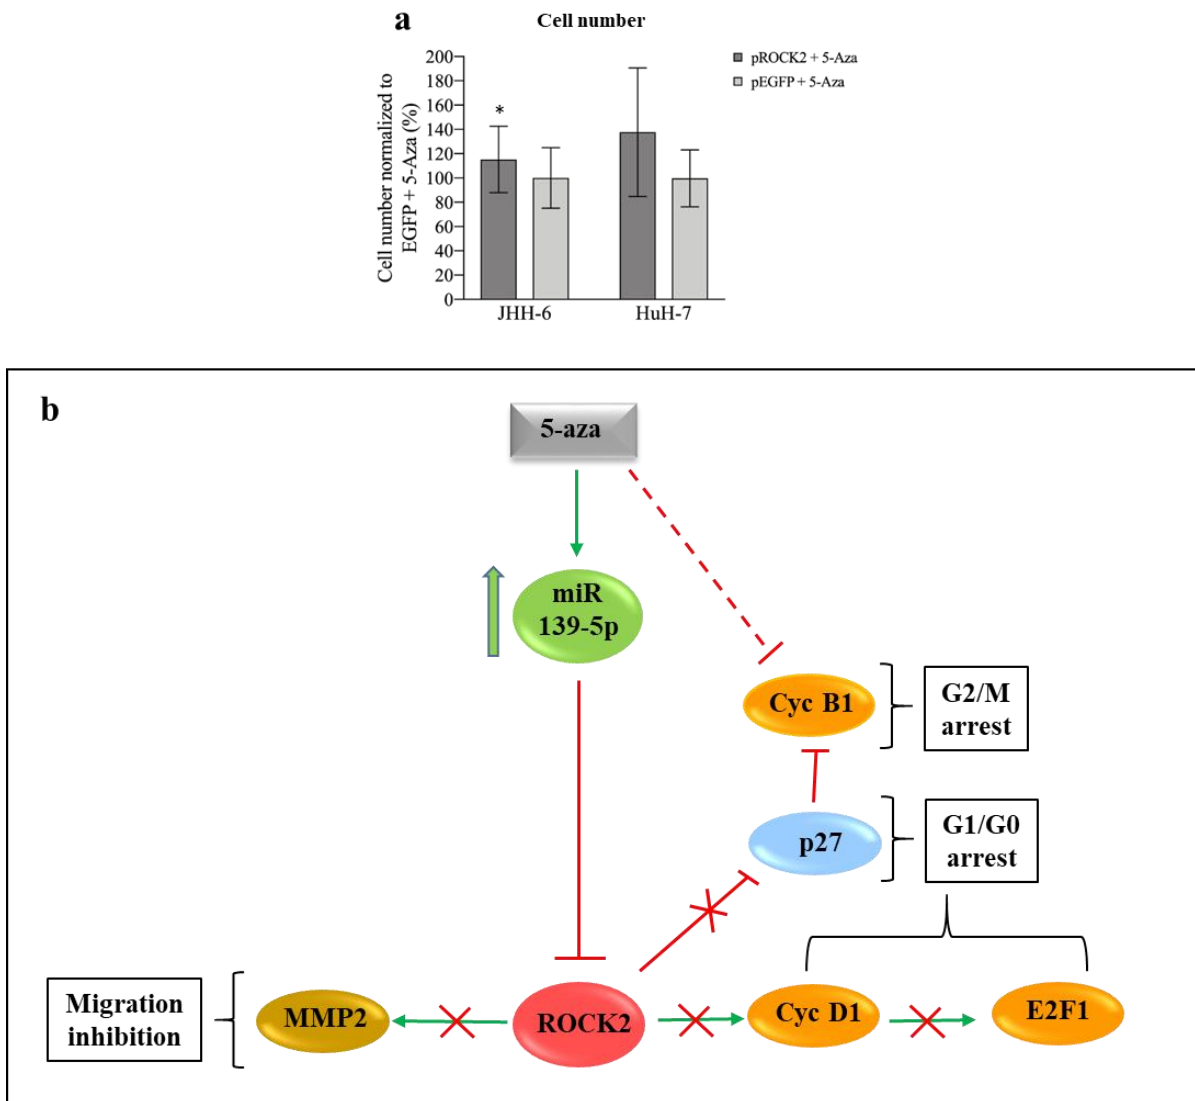 a
Cell number
Cell number normalized to
EGFP + 5-Aza (%)
200
180
160
140
120
100
80
60
40
20
0
*
JHH-6
HuH-7
pROCK2 + 5-Aza
pEGFP + 5-Aza
b
5-aza
miR
139-5p
Cyc B1
G2/M
arrest
p27
G1/G0
arrest
Migration
inhibition
MMP2
ROCK2
Cyc D1
E2F1